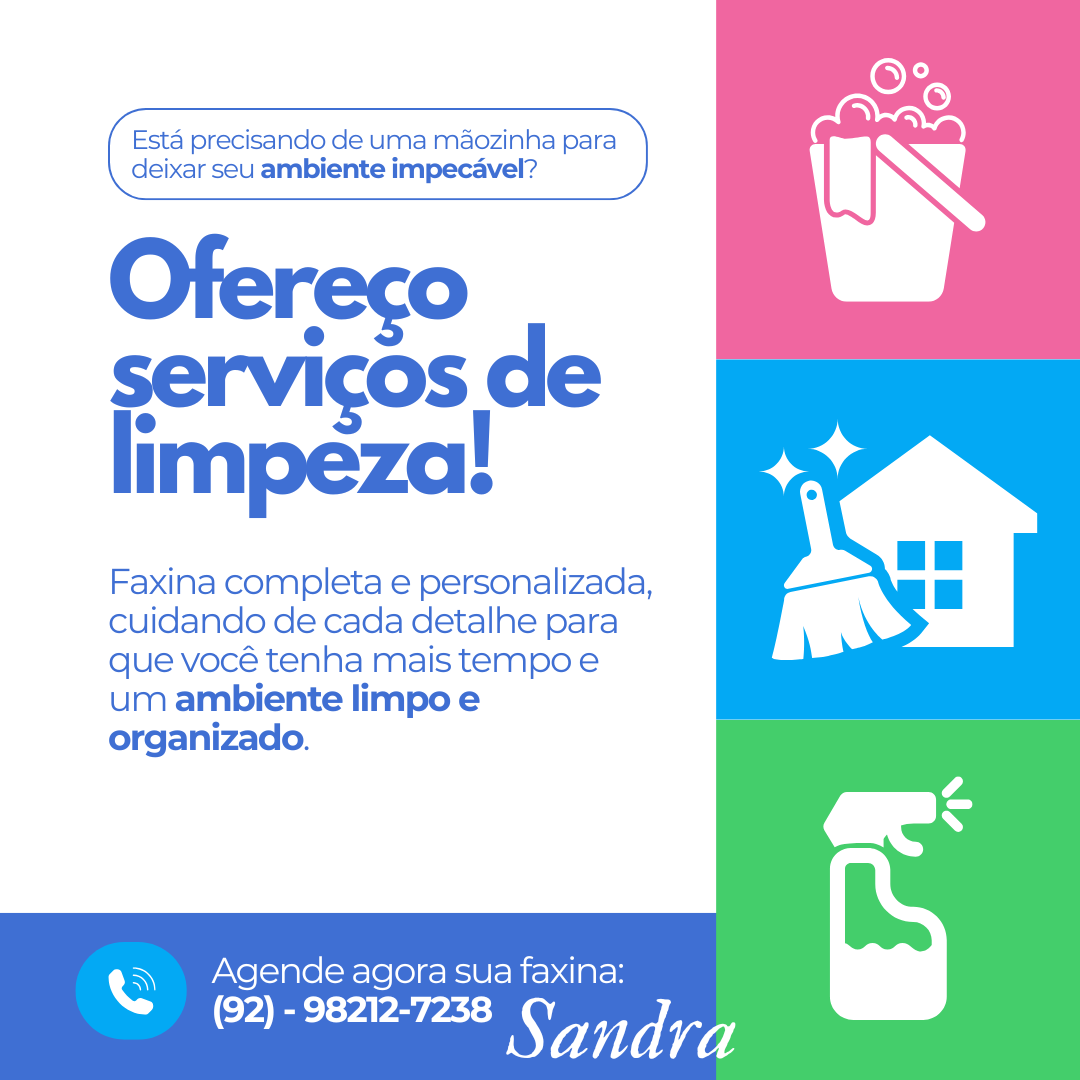 Está precisando de uma mãozinha para
deixar seu ambiente impecável?
Ofereço
serviços de
limpeza!
Faxina completa e personalizada,
cuidando de cada detalhe para
que você tenha mais tempo e
um ambiente limpo e
organizado.
Agende agora sua faxina:
(92) - 98212-7238
Sandra